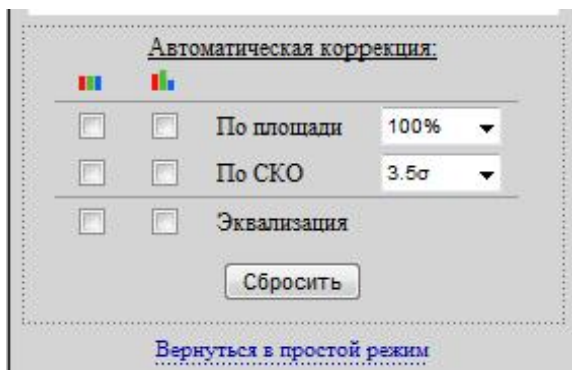 Автоматическая коррекция:
По площади 100%
По СКО 3.5σ
Эквализация
Сбросить
Вернуться в простой режим